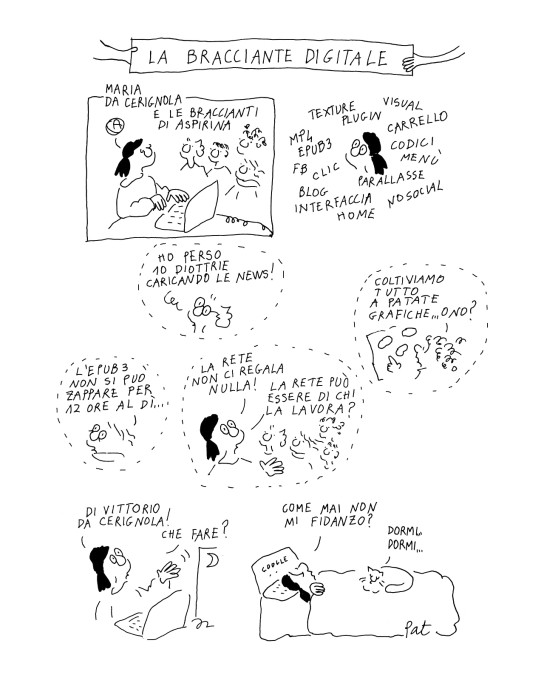 LA BRACCIANTE DIGITALE
MARIA
DA CERIGNOLA
E LE BRACCIANTI
DI ASPIRINA
A
TEXTURE
VISUAL
PLUGIN
CARRELLO
MP4
EPUB3
CODICI
MENÙ
FB
CLIC
PARALLASSE
BLOG
NOSOCIAL
INTERFACCIA
HOME
HO PERSO
10 DIOTTRIE
CARICANDO LE NEWS!
COLTIVIAMO
TUTTO
A PATATE
GRAFICHE...ONO?
L'EPUB3
NON SI PUÒ
ZAPPARE PER
12 ORE AL DÌ...
LA RETE
NON CI REGALA
NULLA!
LA RETE PUÒ
ESSERE DI CHI
LA LAVORA?
DI VITTORIO
DA CERIGNOLA!
CHE FARE?
COME MAI NON
MI FIDANZO?
GOOGLE
DORMI,
DORMI...
Pat